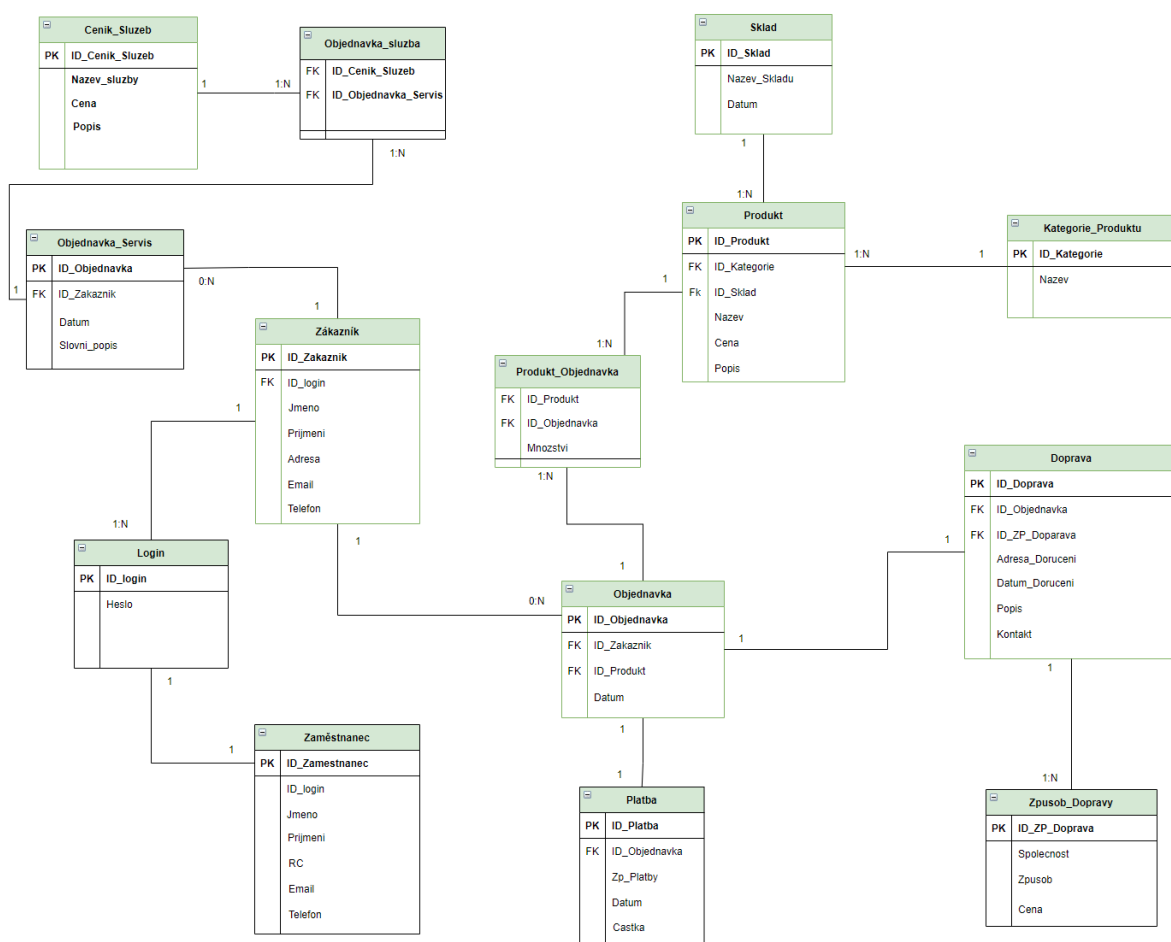 Cenik_Sluzeb
PK ID_Cenik_Sluzeb
Nazev_sluzby
Cena
Popis
1
1:N
Objednavka_sluzba
FK ID_Cenik_Sluzeb
FK ID_Objednavka_Servis
1:N
Sklad
PK ID_Sklad
Nazev_Skladu
Datum
1
1:N
Produkt
PK ID_Produkt
FK ID_Kategorie
Fk ID_Sklad
Nazev
Cena
Popis
1:N
1
Kategorie_Produktu
PK ID_Kategorie
Nazev
Objednavka_Servis
PK ID_Objednavka
FK ID_Zakaznik
Datum
Slovni_popis
1
0:N
1
Zákazník
PK ID_Zakaznik
FK ID_login
Jmeno
Prijmeni
Adresa
Email
Telefon
1
1
1:N
Produkt_Objednavka
FK ID_Produkt
FK ID_Objednavka
Mnozstvi
1:N
1
1:N
Login
PK ID_login
Heslo
1
1
1
0:N
Objednavka
PK ID_Objednavka
FK ID_Zakaznik
FK ID_Produkt
Datum
1
1
1
Doprava
PK ID_Doprava
FK ID_Objednavka
FK ID_ZP_Doparava
Adresa_Doruceni
Datum_Doruceni
Popis
Kontakt
1
1:N
Zaměstnanec
PK ID_Zamestnanec
ID_login
Jmeno
Prijmeni
RC
Email
Telefon
1
Platba
PK ID_Platba
FK ID_Objednavka
Zp_Platby
Datum
Castka
Zpusob_Dopravy
PK ID_ZP_Doprava
Spolecnost
Zpusob
Cena